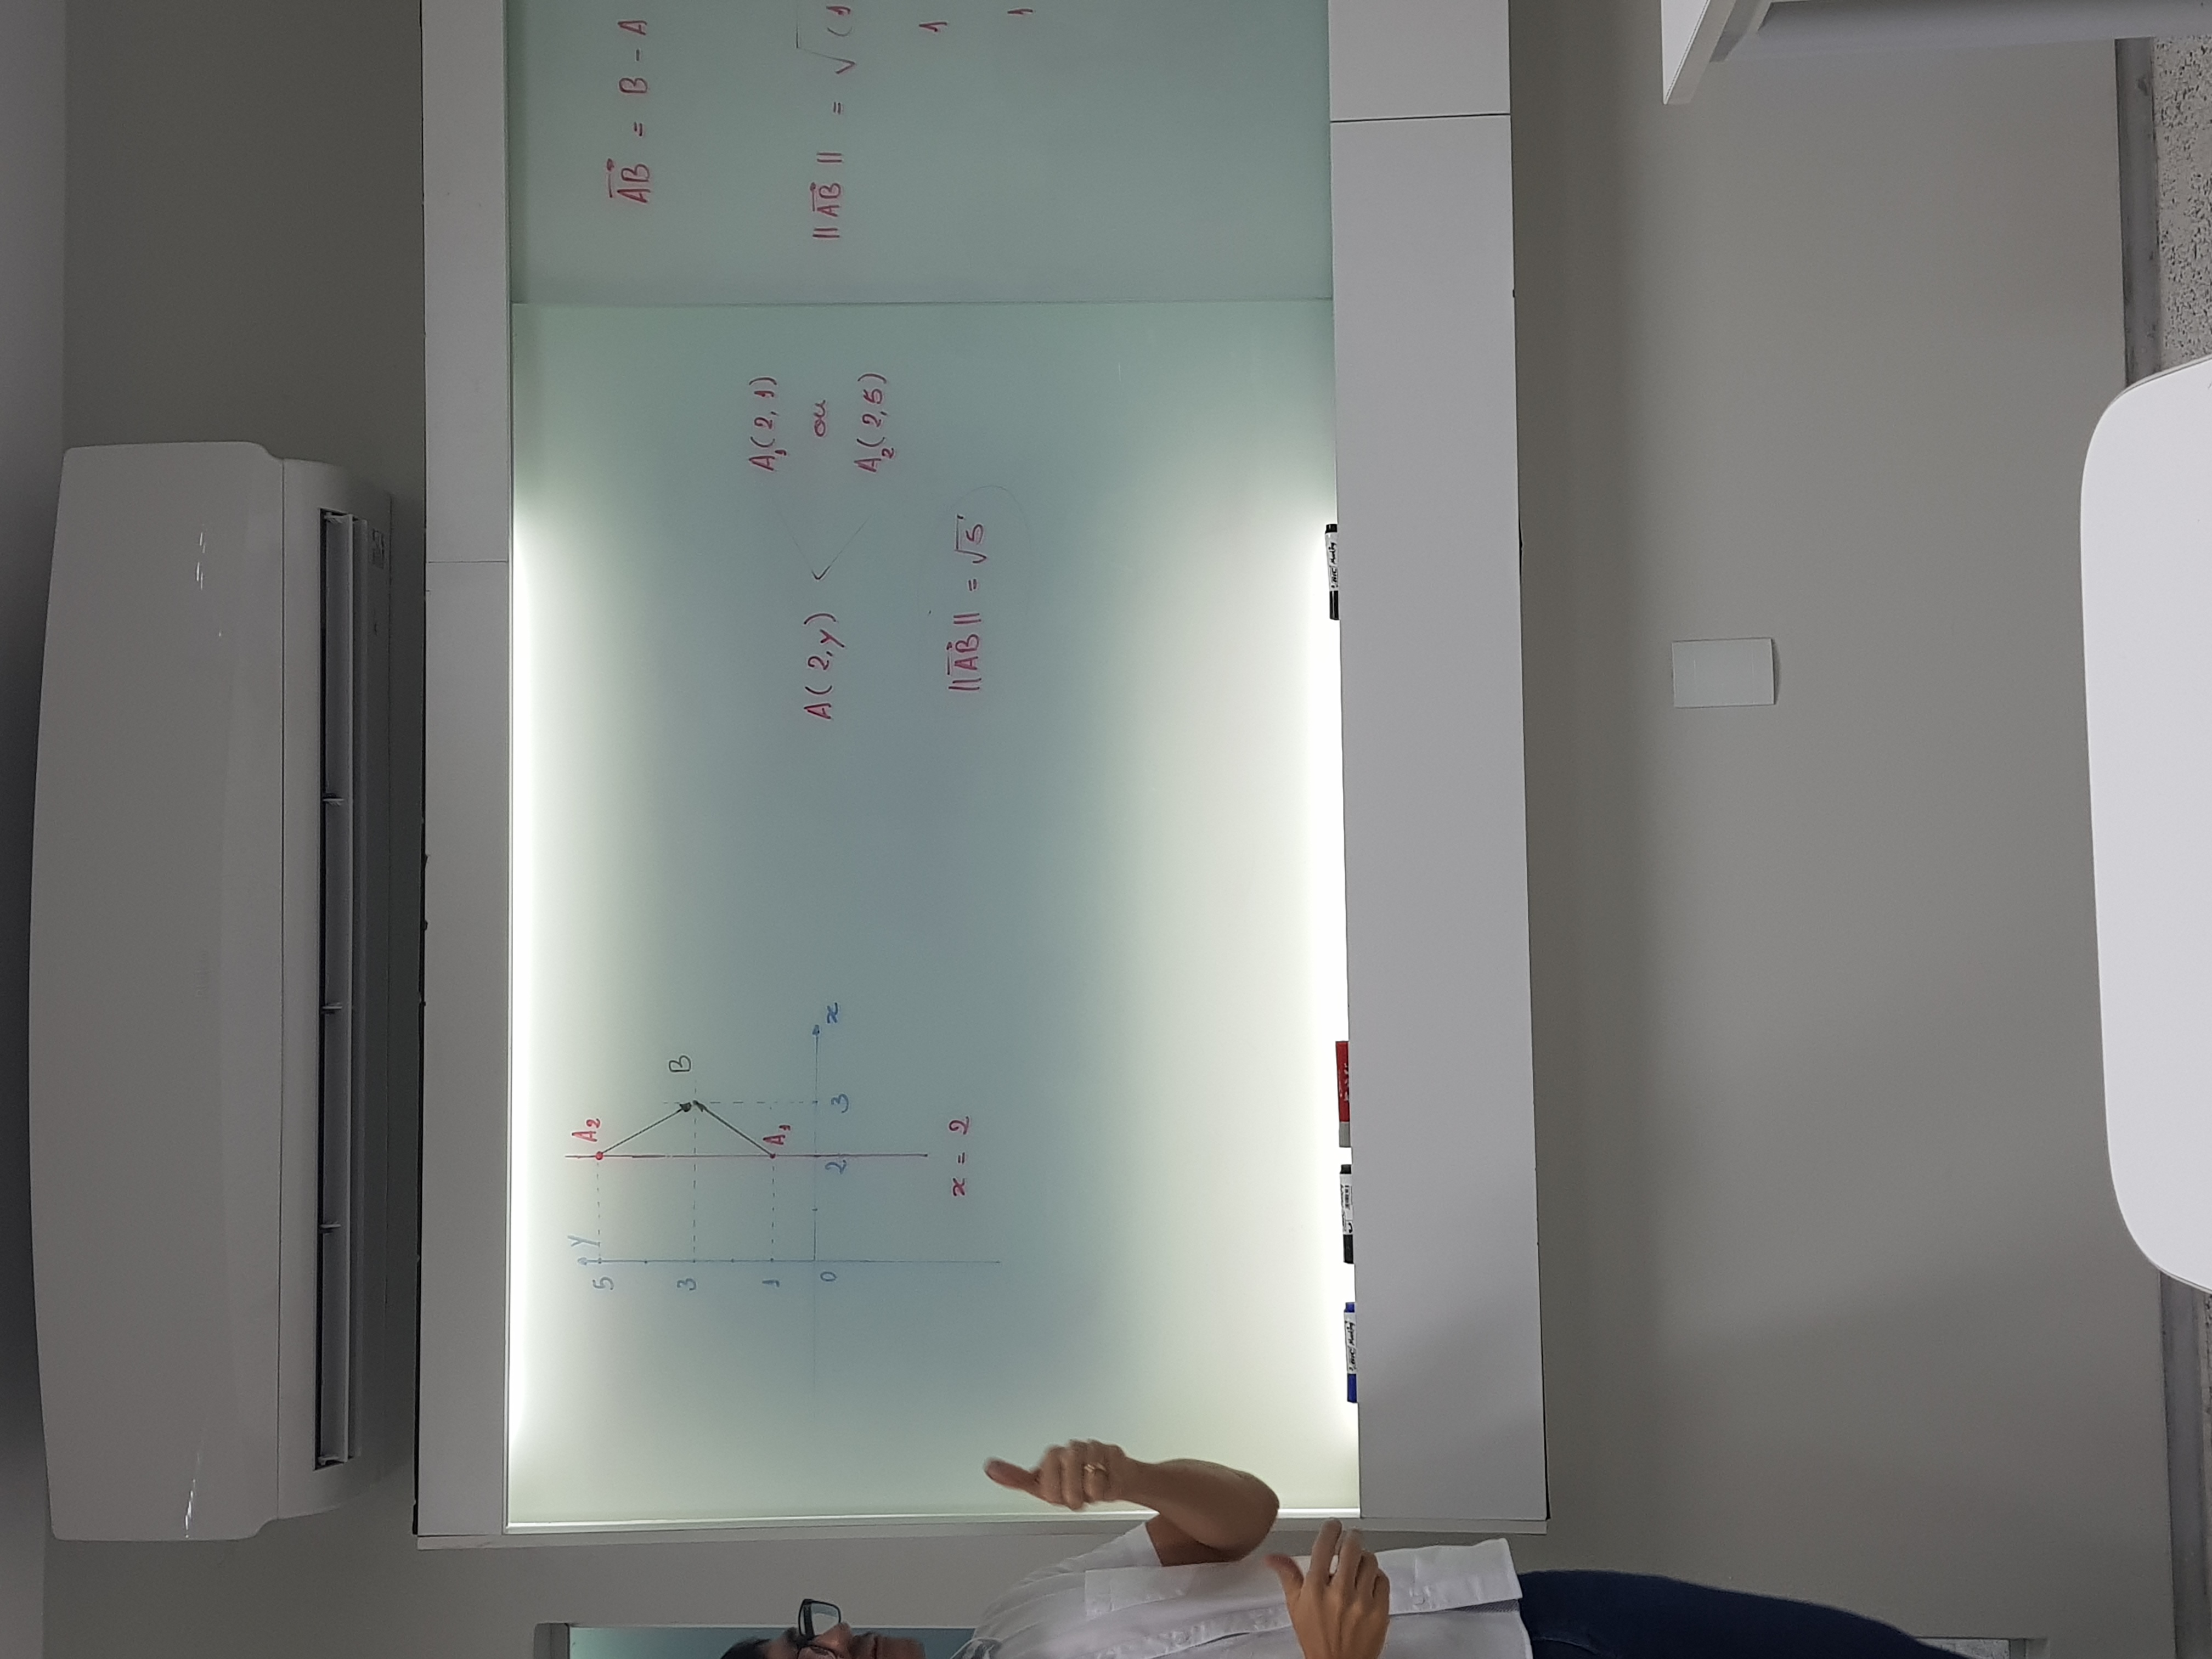 5 y A₂
3 B
1 A₁
0 2 3 x
x = 2
A(2,y) <
A₁(2,1)
ou
A₂(2,5)
||AB⃗|| = √5
AB⃗ = B - A
||AB⃗|| = √(1
1
1